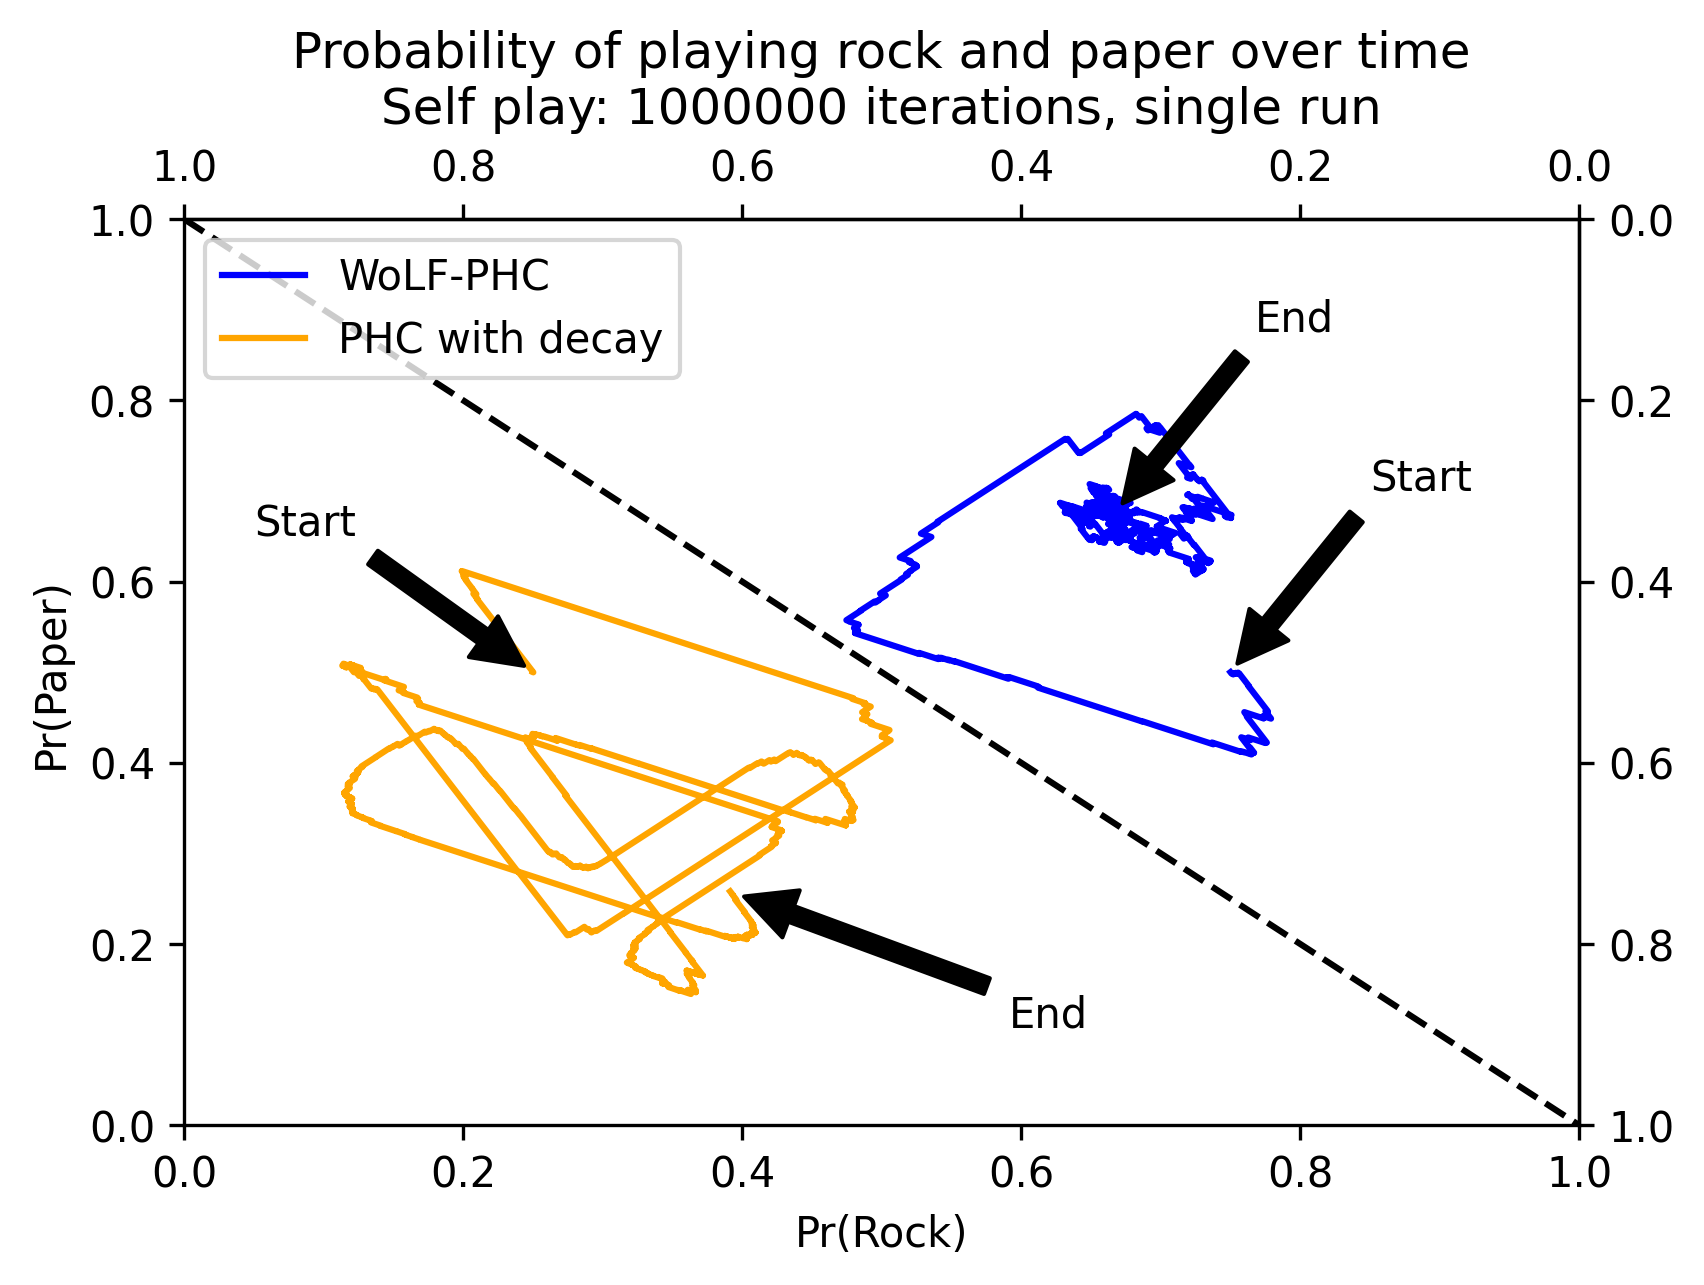 Probability of playing rock and paper over time
Self play: 1000000 iterations, single run
1.0 0.8 0.6 0.4 0.2 0.0
WoLF-PHC
PHC with decay
End
Start
Start
End
1.0
0.8
0.6
0.4
0.2
0.0
Pr(Paper)
0.0
0.2
0.4
0.6
0.8
1.0
0.0 0.2 0.4 0.6 0.8 1.0
Pr(Rock)